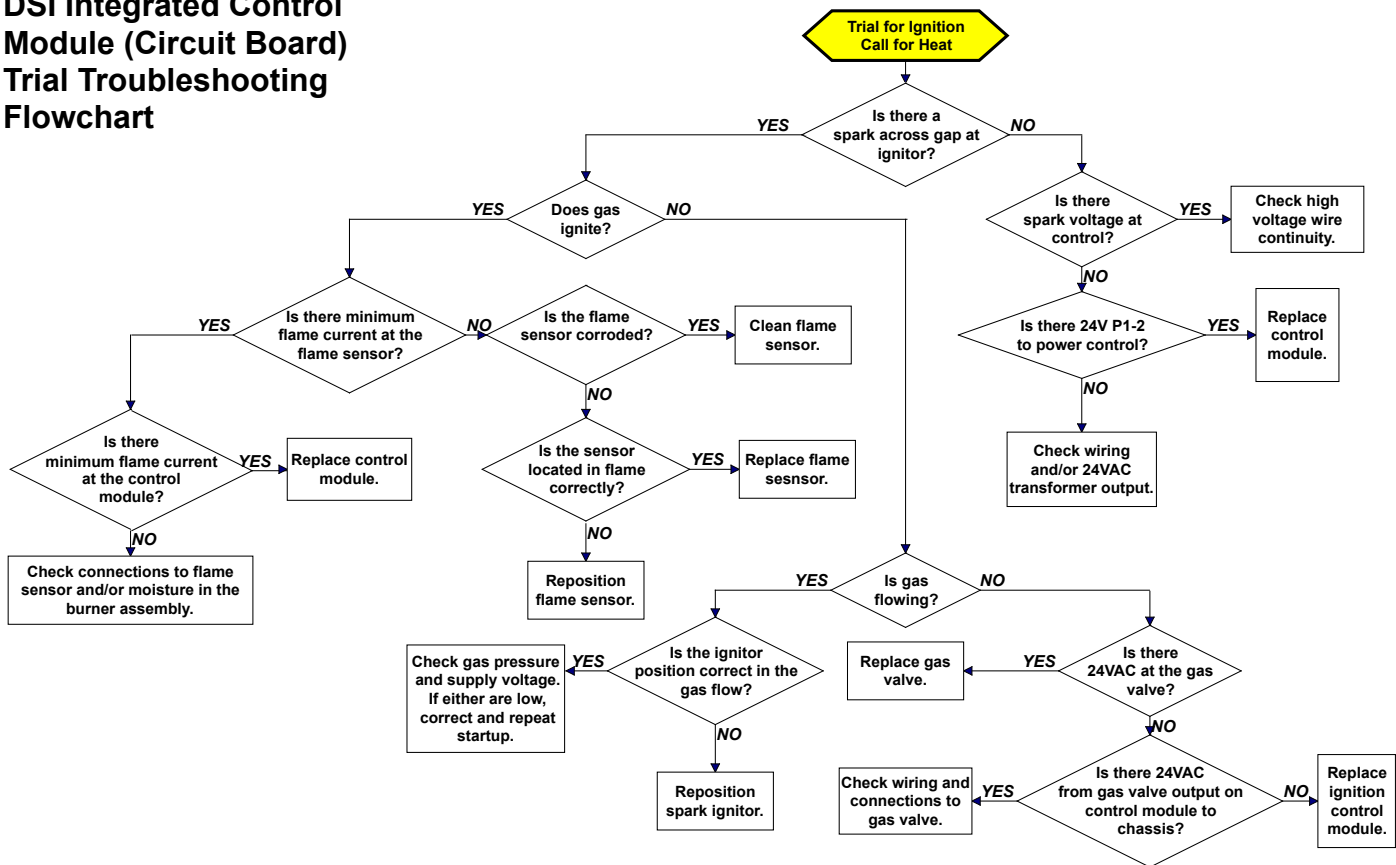 DSI Integrated Control
Module (Circuit Board)
Trial Troubleshooting
Flowchart
Trial for Ignition
Call for Heat
Is there a
spark across gap at
ignitor?
YES
NO
Does gas
ignite?
YES
NO
Is there
spark voltage at
control?
YES
Check high
voltage wire
continuity.
NO
Is there minimum
flame current at the
flame sensor?
YES
NO
Is the flame
sensor corroded?
YES
Clean flame
sensor.
NO
Is there 24V P1-2
to power control?
YES
Replace
control
module.
NO
Check wiring
and/or 24VAC
transformer output.
Is there
minimum flame current
at the control
module?
YES
Replace control
module.
NO
Check connections to flame
sensor and/or moisture in the
burner assembly.
Is the sensor
located in flame
correctly?
YES
Replace flame
sesnsor.
NO
Reposition
flame sensor.
Is gas
flowing?
YES
NO
Is the ignitor
position correct in the
gas flow?
YES
Check gas pressure
and supply voltage.
If either are low,
correct and repeat
startup.
NO
Reposition
spark ignitor.
Is there
24VAC at the gas
valve?
YES
Replace gas
valve.
NO
Is there 24VAC
from gas valve output on
control module to
chassis?
YES
Check wiring and
connections to
gas valve.
NO
Replace
ignition
control
module.